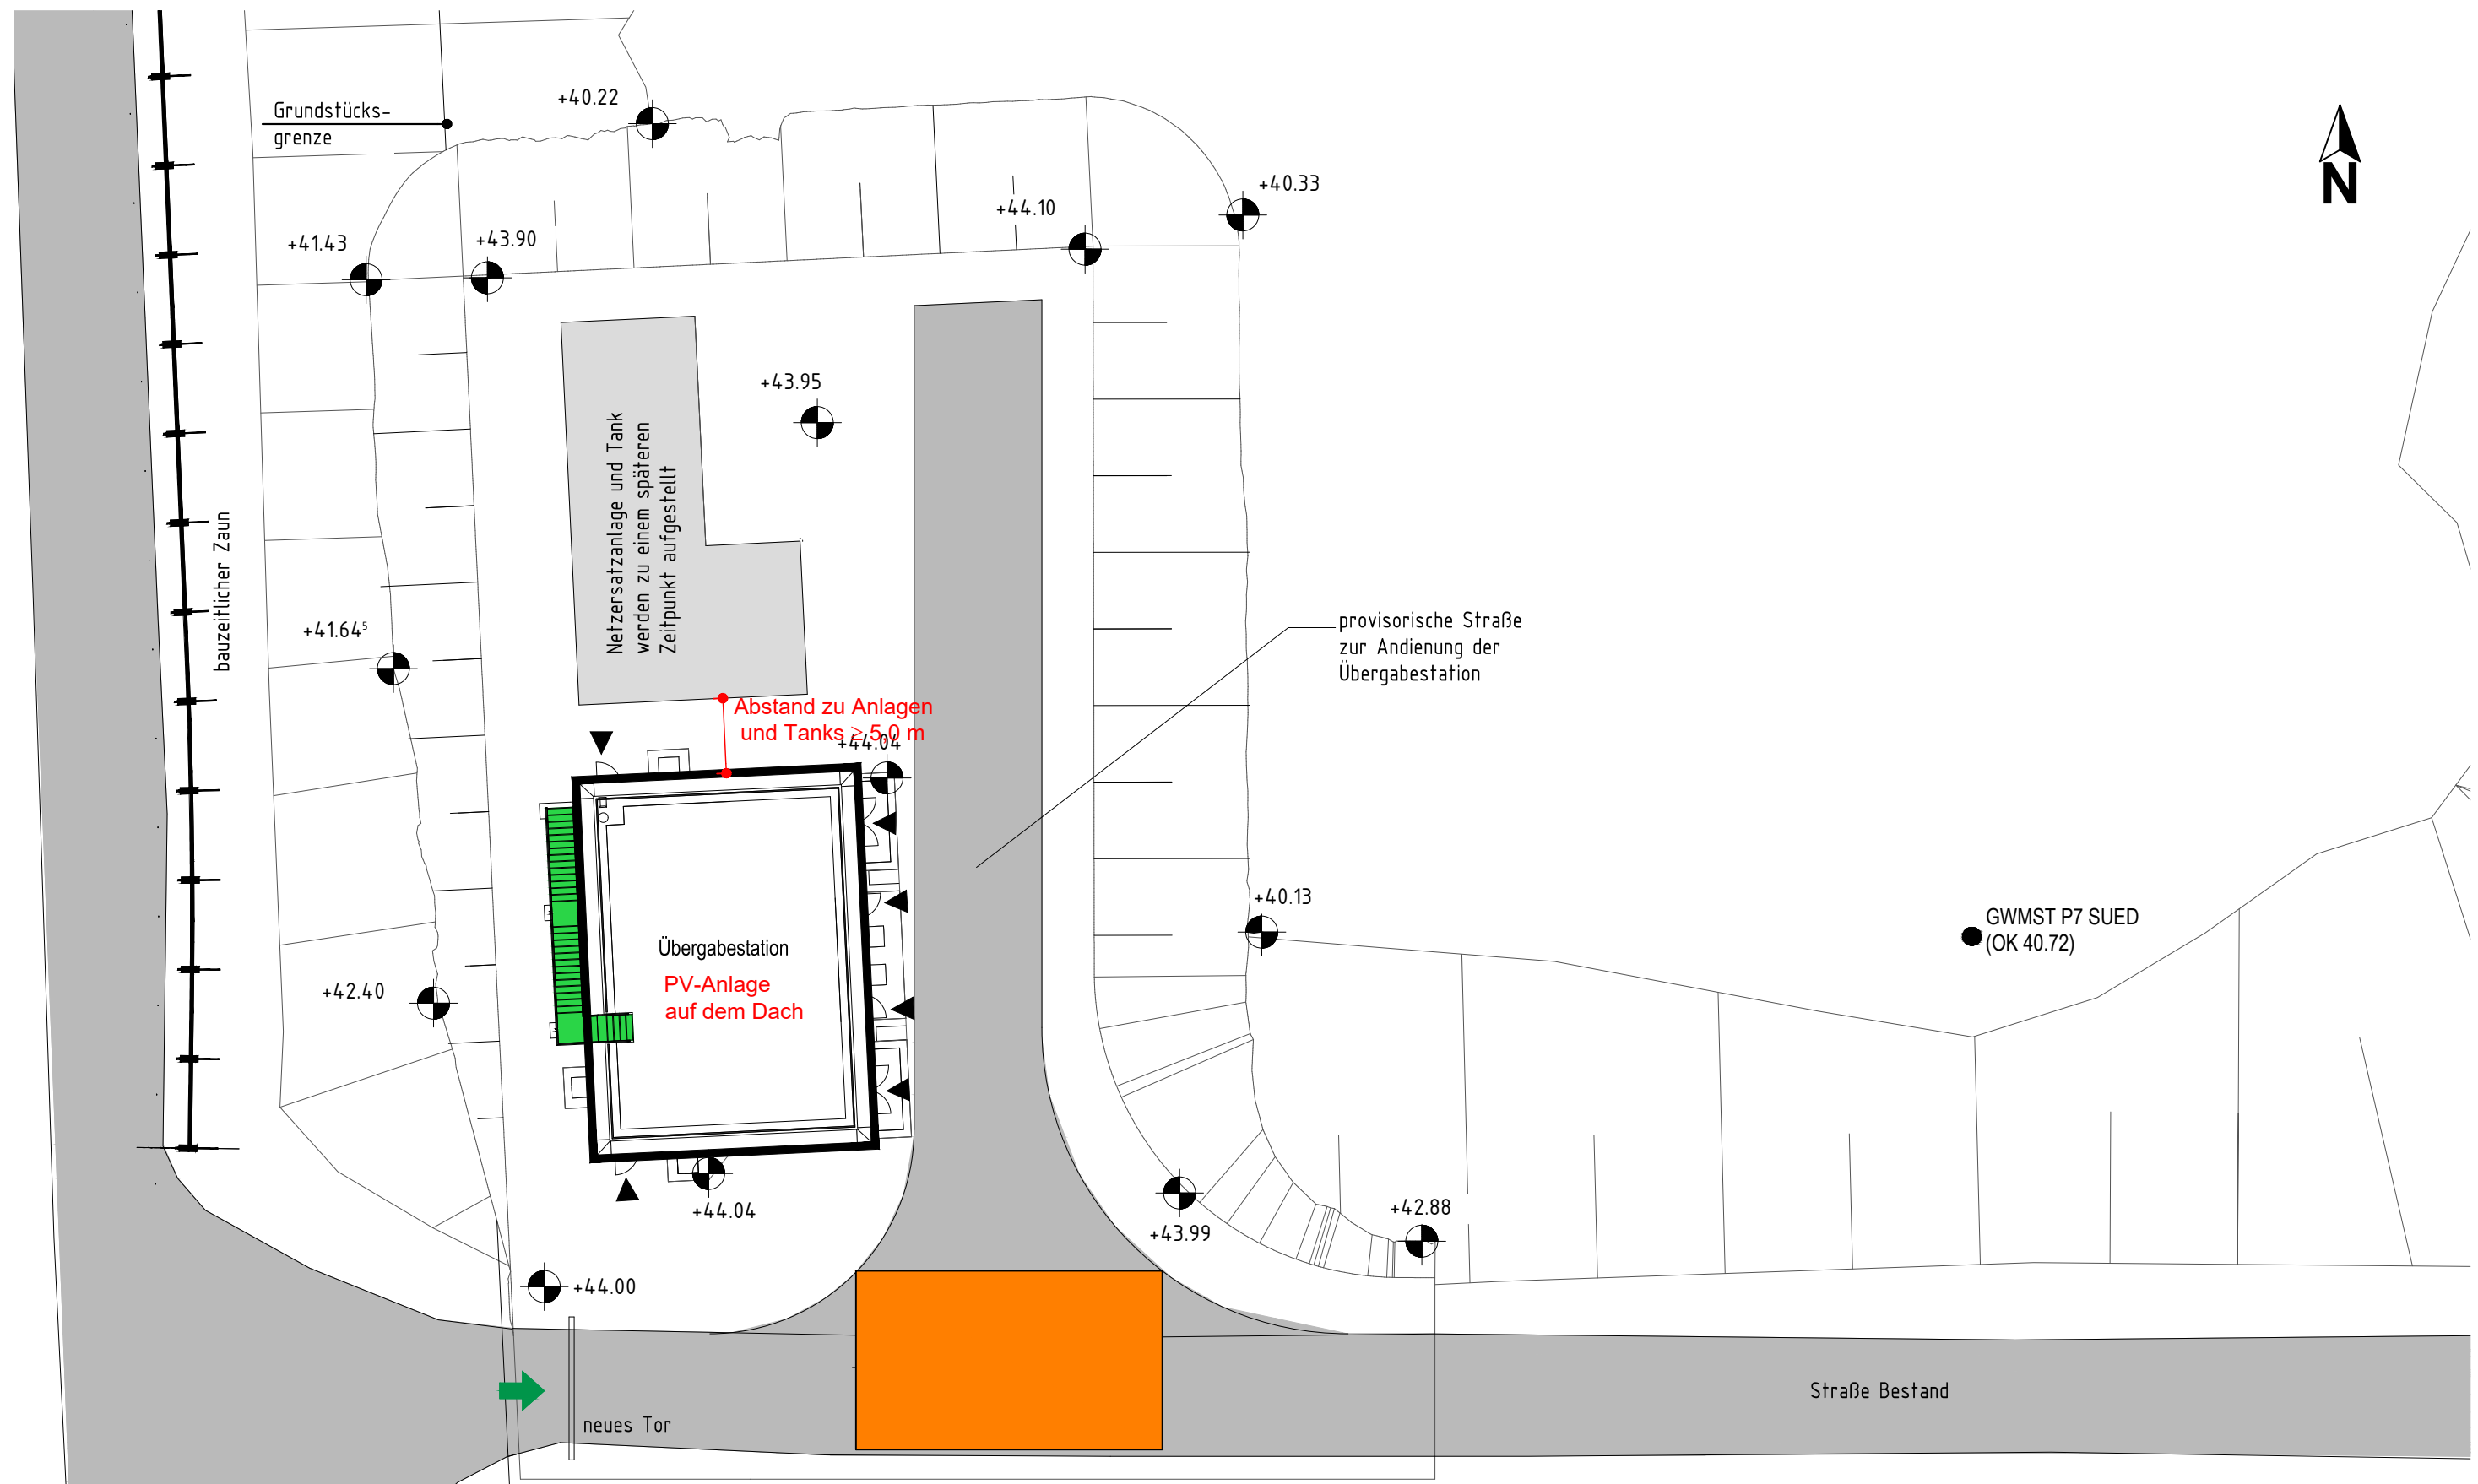 Grundstücks-
grenze
+40.22
N
+40.33
+44.10
+41.43
+43.90
+43.95
Netzersatzanlage und Tank
werden zu einem späteren
Zeitpunkt aufgestellt
bauzeitlicher Zaun
+41.64⁵
provisorische Straße
zur Andienung der
Übergabestation
Abstand zu Anlagen
und Tanks ≥ 5,0 m
+44.04
+40.13
GWMST P7 SUED
(OK 40.72)
Übergabestation
PV-Anlage
auf dem Dach
+42.40
+44.04
+43.99
+42.88
+44.00
Straße Bestand
neues Tor